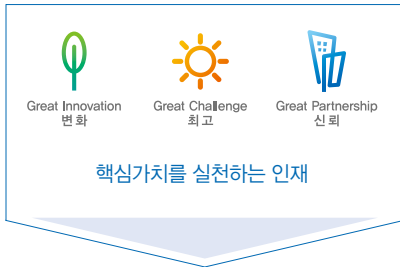 Great Innovation
변화
Great Challenge
최고
Great Partnership
신뢰
핵심가치를 실천하는 인재